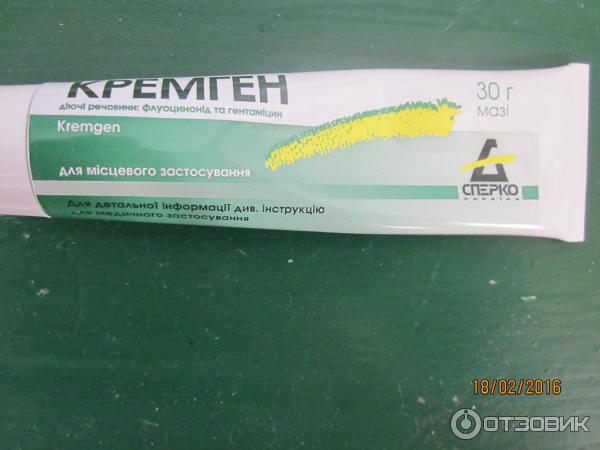 КРЕМГЕН
діючі речовини: флуоцинонід та гентаміцин
Kremgen
для місцевого застосування
Для детальної інформації див. інструкцію
для медичного застосування
30 г
мазі
СПЕРКО
УКРАЇНА
18/02/2016
ОТЗОВИК